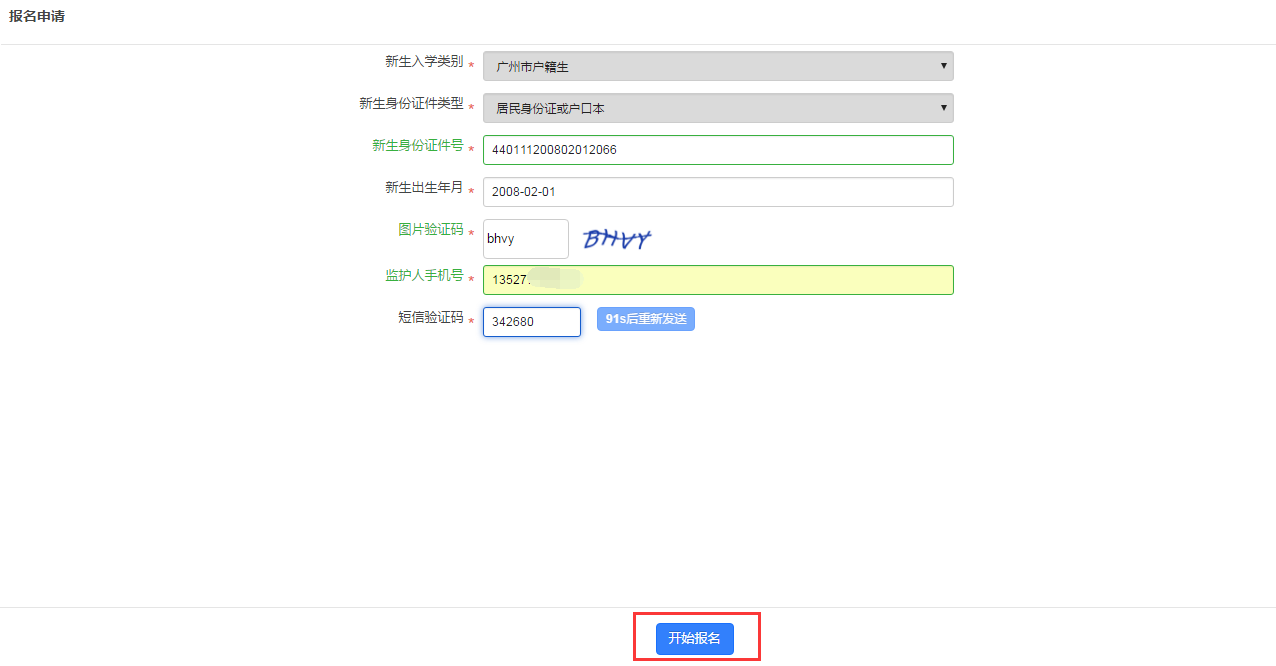 报名申请
新生入学类别 * 广州市户籍生 ▼
新生身份证件类型 * 居民身份证或户口本 ▼
新生身份证件号 * 440111200802012066
新生出生年月 * 2008-02-01
图片验证码 * bhvy BHVY
监护人手机号 * 13527
短信验证码 * 342680 91s后重新发送
开始报名